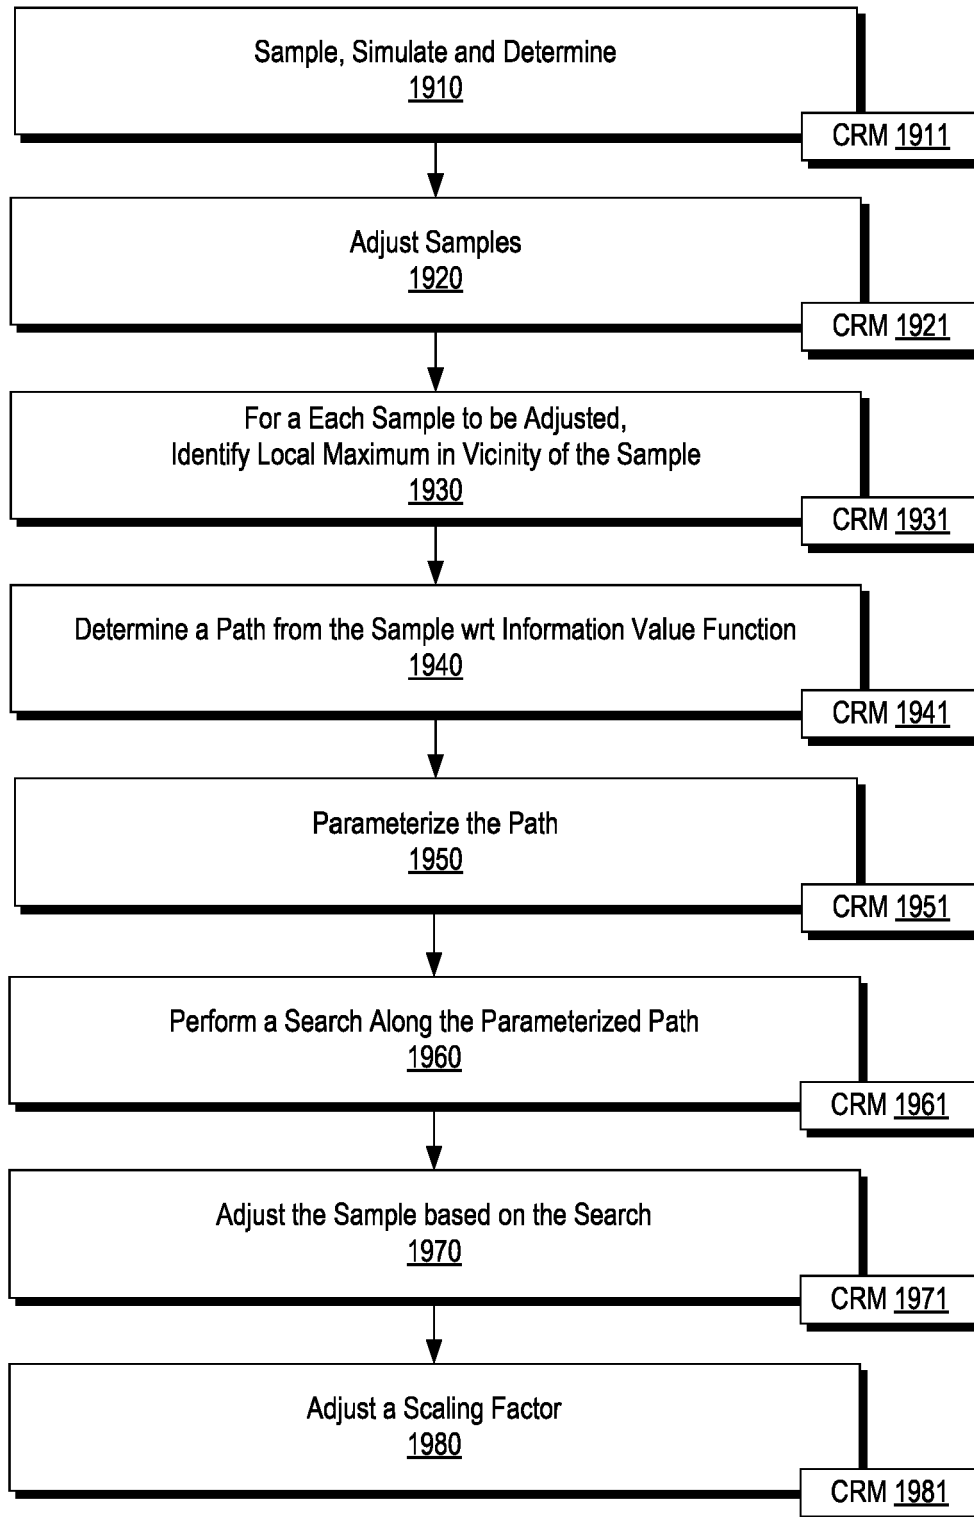 Sample, Simulate and Determine
1910
CRM 1911
Adjust Samples
1920
CRM 1921
For a Each Sample to be Adjusted,
Identify Local Maximum in Vicinity of the Sample
1930
CRM 1931
Determine a Path from the Sample wrt Information Value Function
1940
CRM 1941
Parameterize the Path
1950
CRM 1951
Perform a Search Along the Parameterized Path
1960
CRM 1961
Adjust the Sample based on the Search
1970
CRM 1971
Adjust a Scaling Factor
1980
CRM 1981